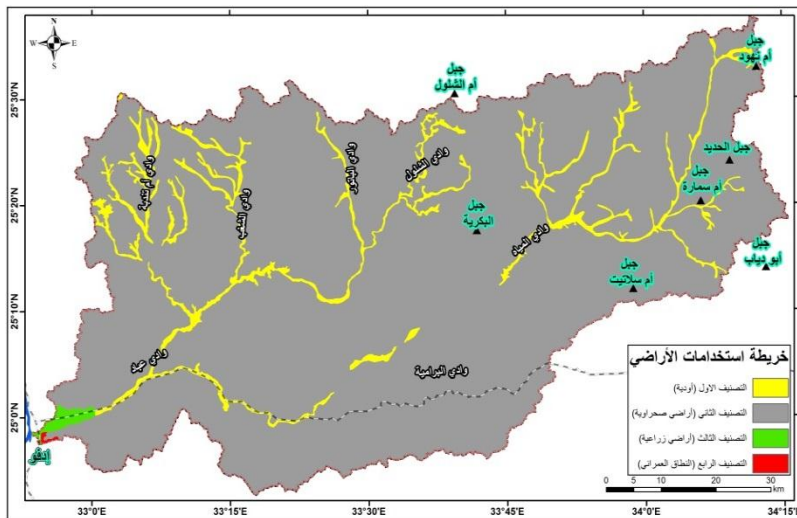 N
W E
S
جبل
أم نهود
جبل
أم الشلول
25°30'N
جبل الحديد
جبل
أم سمارة
وادي الشلول
25°20'N
جبل
البكرية
وادي المياه
جبل
أبو دياب
جبل
أم سلاتيت
25°10'N
وادي عباد
وادي البرامية
25°0'N
إدفو
خريطة استخدامات الأراضي
التصنيف الاول (أودية)
التصنيف الثاني (أراضي صحراوية)
التصنيف الثالث (أراضي زراعية)
التصنيف الرابع (النطاق العمراني)
0 5 10 20 30
km
33°0'E 33°15'E 33°30'E 33°45'E 34°0'E 34°15'E